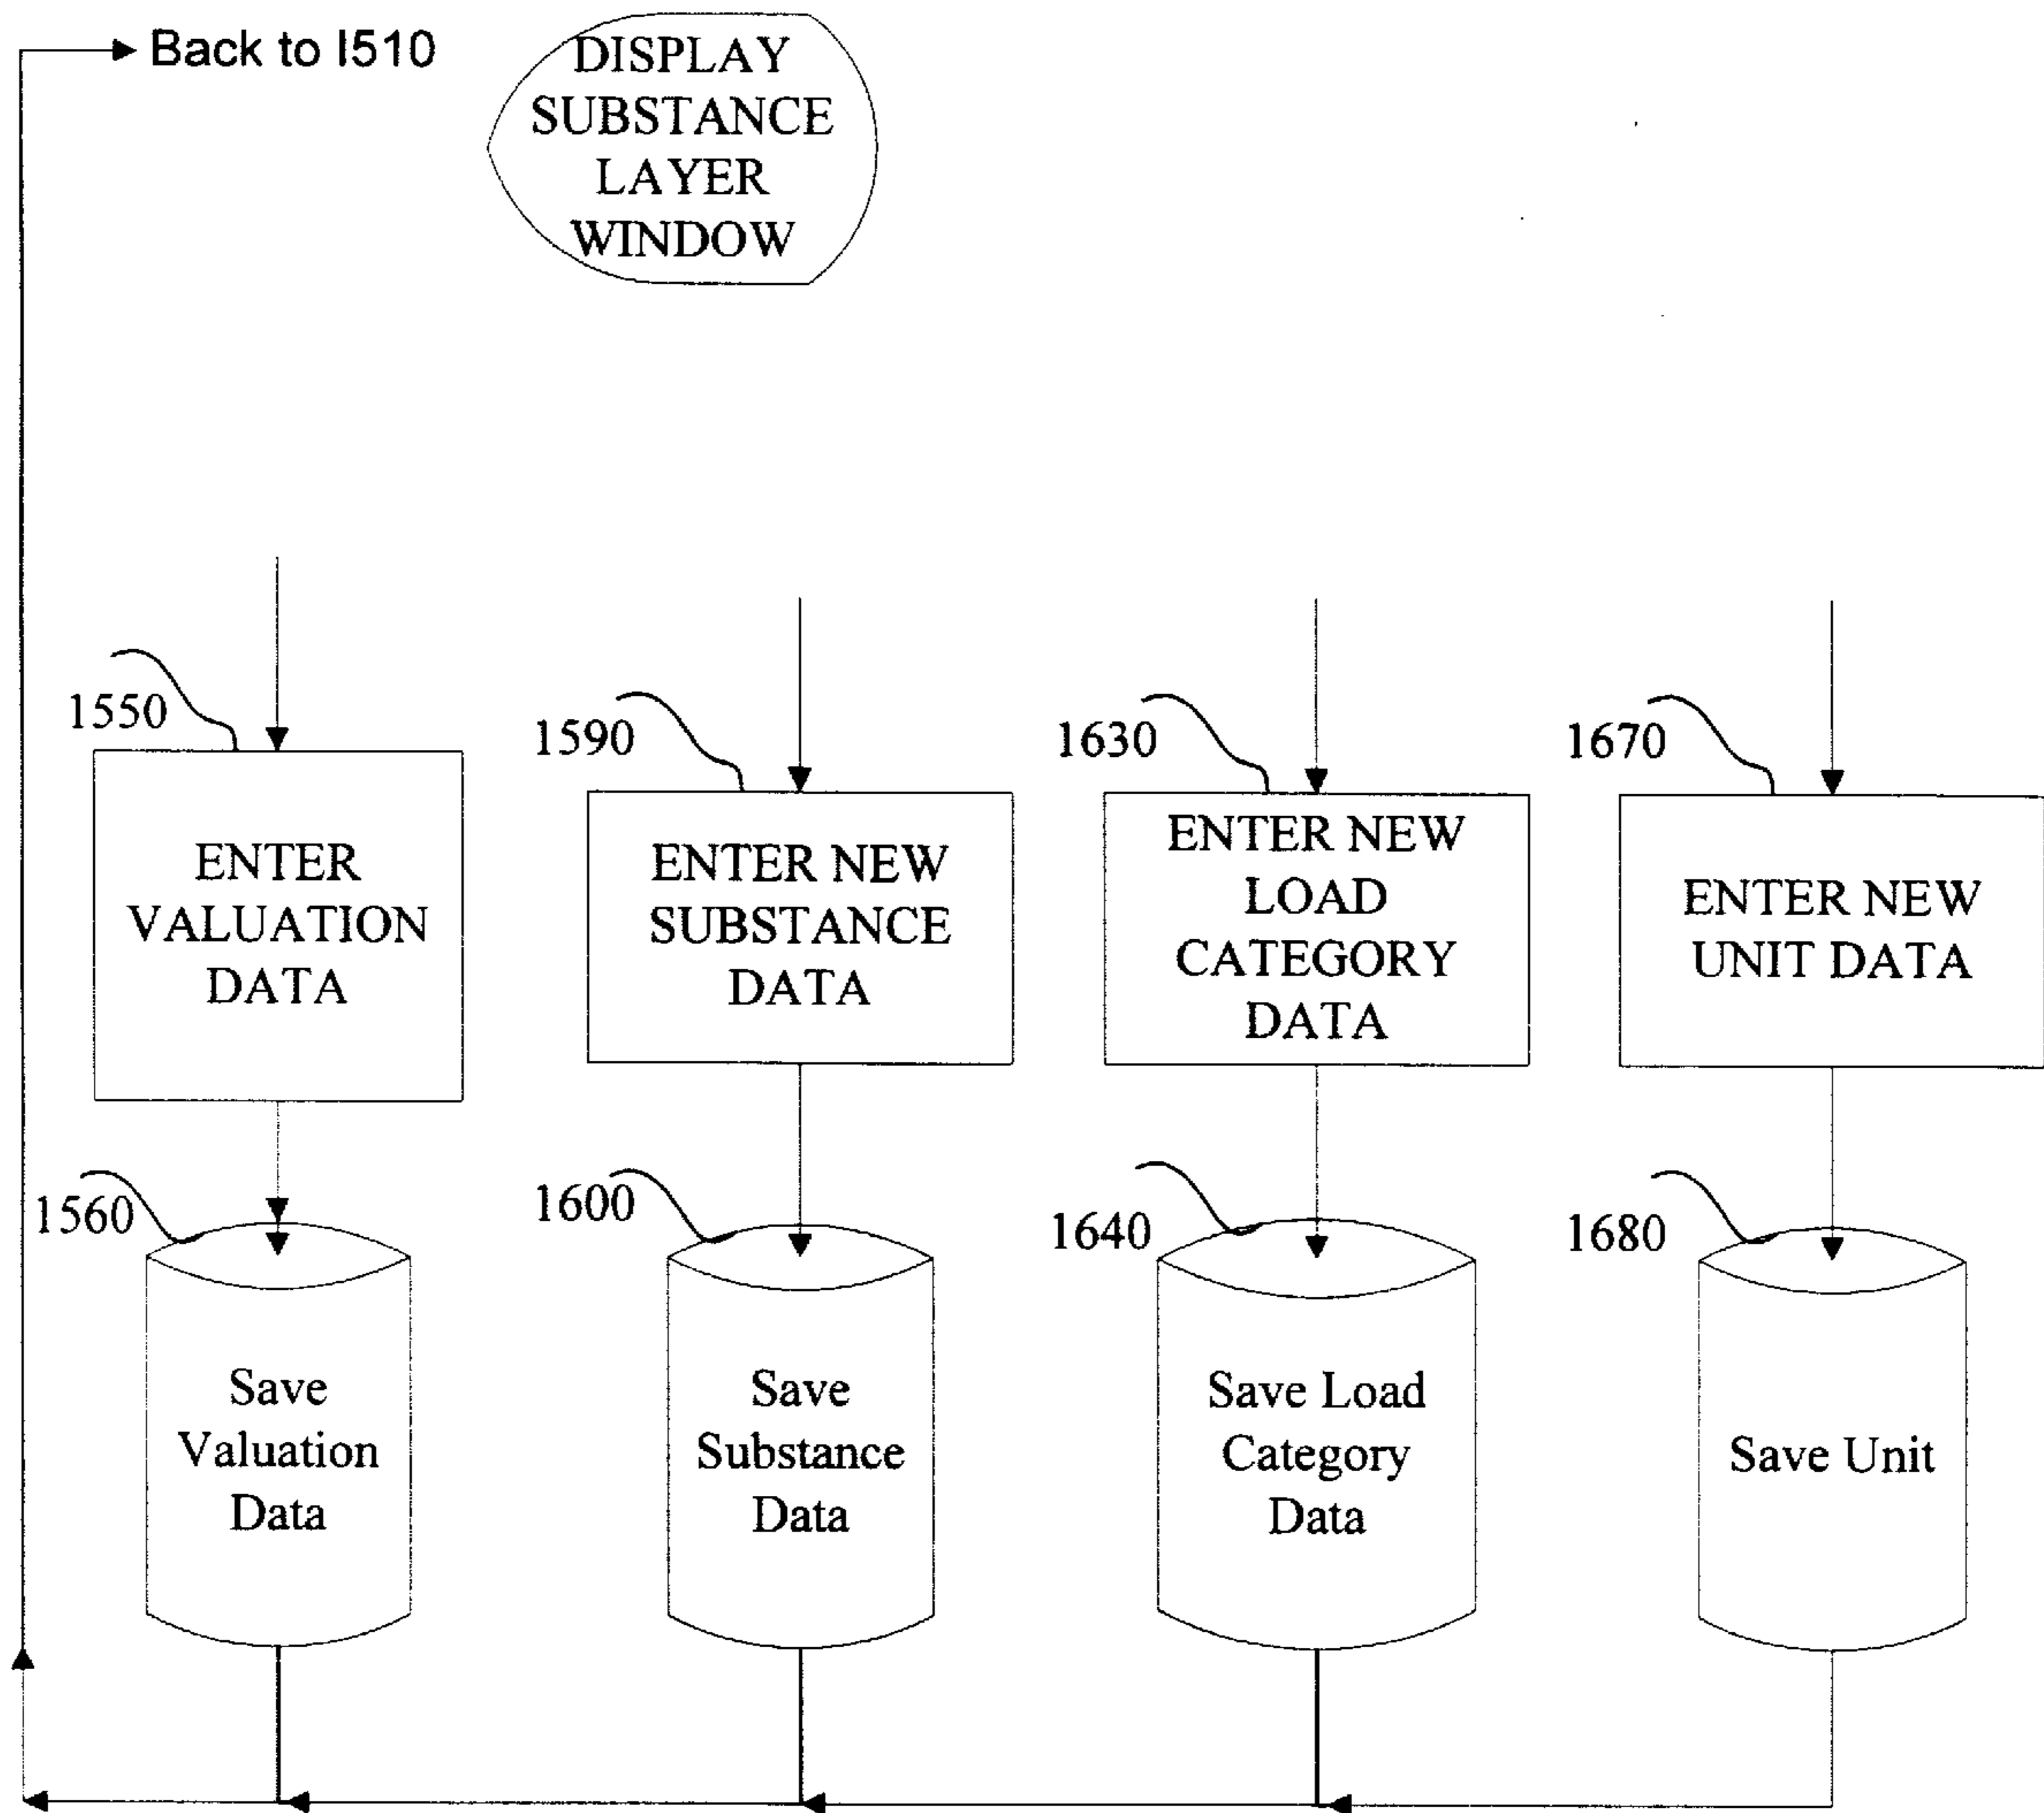 Back to I510
DISPLAY
SUBSTANCE
LAYER
WINDOW
1550
1590
1630
1670
ENTER
VALUATION
DATA
ENTER NEW
SUBSTANCE
DATA
ENTER NEW
LOAD
CATEGORY
DATA
ENTER NEW
UNIT DATA
1560
1600
1640
1680
Save
Valuation
Data
Save
Substance
Data
Save Load
Category
Data
Save Unit